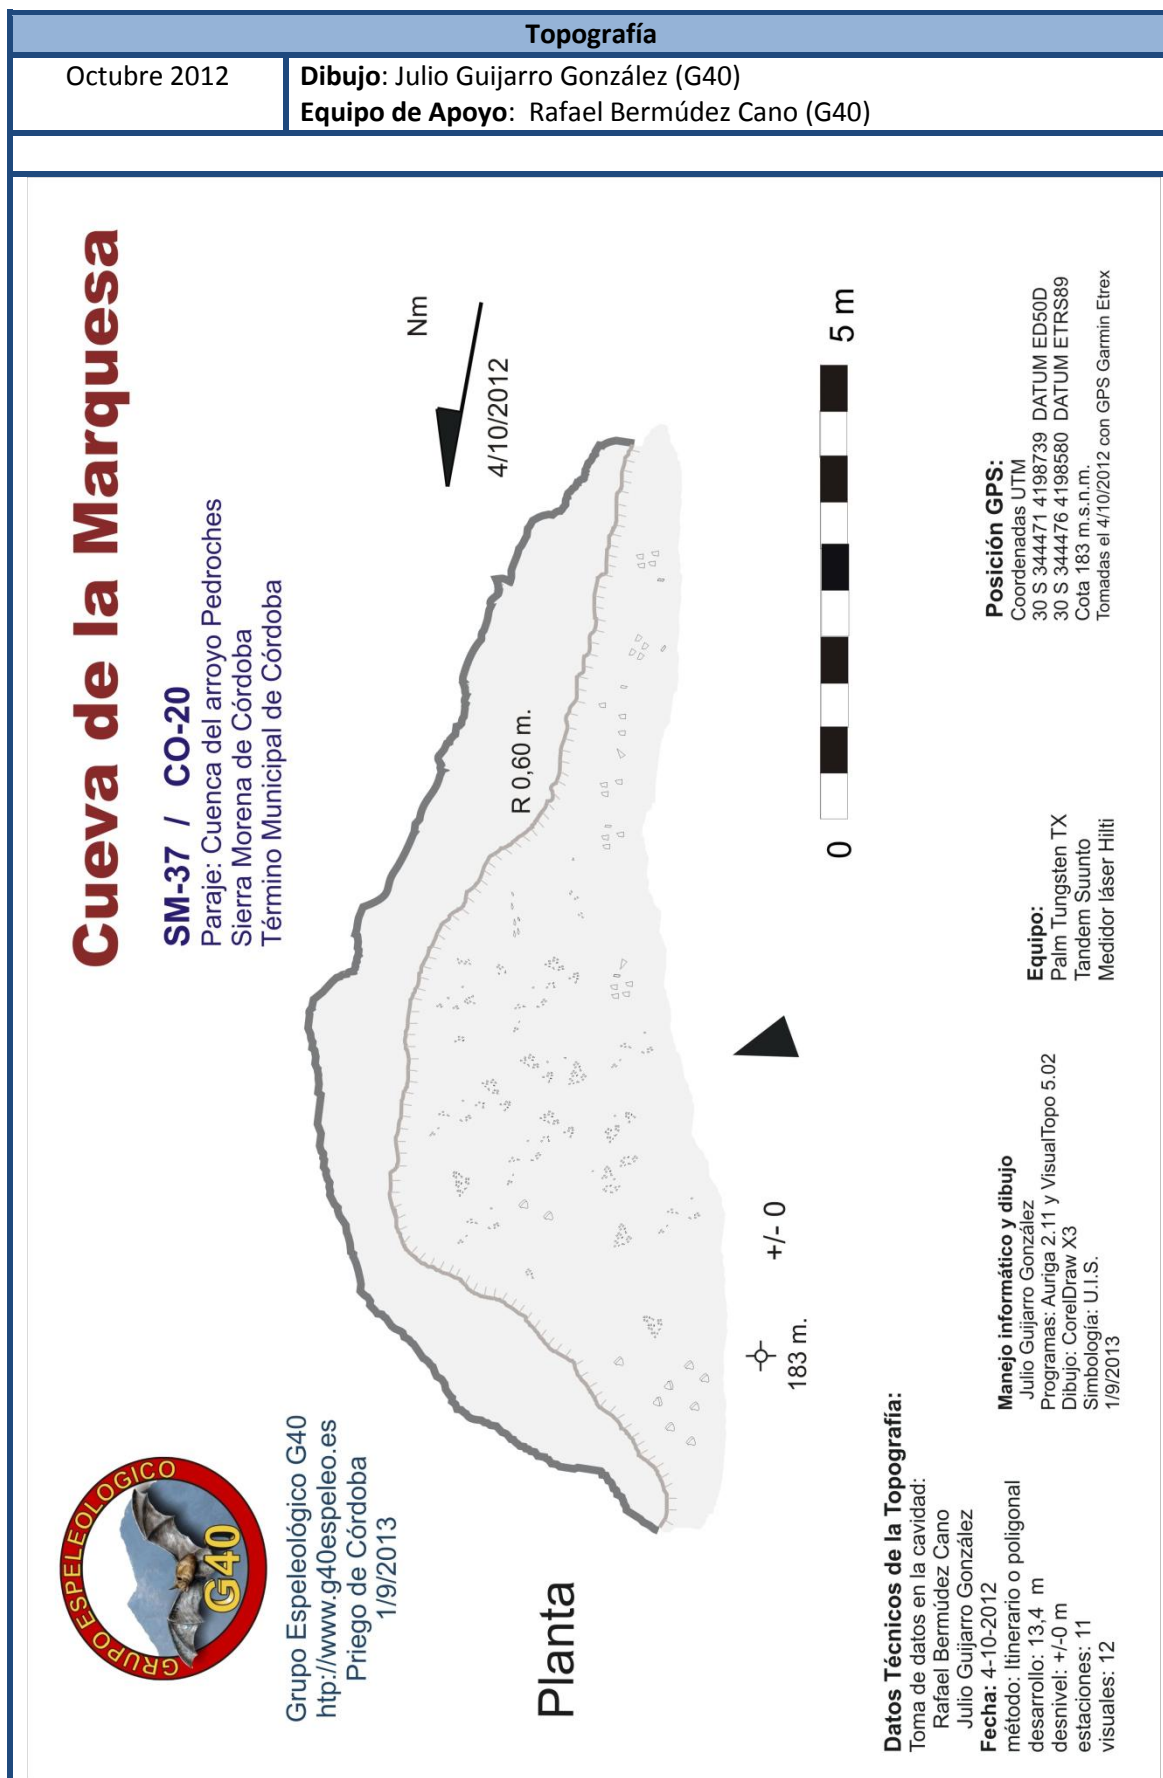 Topografía
Octubre 2012
Dibujo: Julio Guijarro González (G40)
Equipo de Apoyo: Rafael Bermúdez Cano (G40)
Cueva de la Marquesa
SM-37 / CO-20
Paraje: Cuenca del arroyo Pedroches
Sierra Morena de Córdoba
Término Municipal de Córdoba
GRUPO ESPELEOLOGICO
G40
Grupo Espeleológico G40
htp://www.g40espeleo.es
Priego de Córdoba
1/9/2013
Nm
4/10/2012
R 0,60 m.
Planta
183 m.
+/- 0
0
5 m
Datos Técnicos de la Topografía:
Toma de datos en la cavidad:
Rafael Bermúdez Cano
Julio Guijarro González
Fecha: 4-10-2012
método: Itinerario o poligonal
desarrollo: 13,4 m
desnivel: +/-0 m
estaciones: 11
visuales: 12
Manejo informático y dibujo
Julio Guijarro González
Programas: Auriga 2.11 y VisualTopo 5.02
Dibujo: CorelDraw X3
Simbología: U.I.S.
1/9/2013
Equipo:
Palm Tungsten TX
Tandem Suunto
Medidor láser Hilti
Posición GPS:
Coordenadas UTM
30 S 344471 4198739 DATUM ED50D
30 S 344476 4198580 DATUM ETRS89
Cota 183 m.s.n.m.
Tomadas el 4/10/2012 con GPS Garmin Etrex